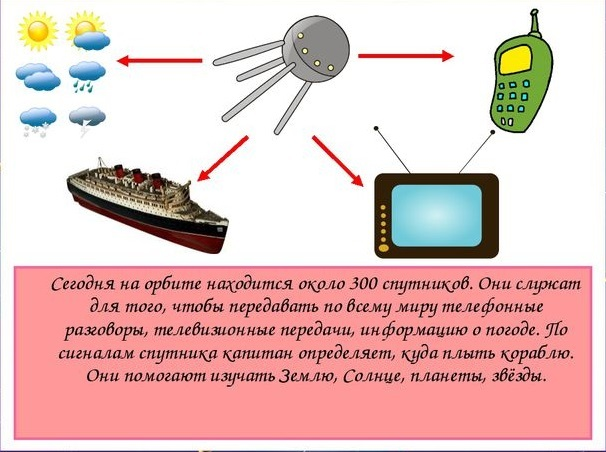 Сегодня на орбите находится около 300 спутников. Они служат
для того, чтобы передавать по всему миру телефонные
разговоры, телевизионные передачи, информацию о погоде. По
сигналам спутника капитан определяет, куда плыть кораблю.
Они помогают изучать Землю, Солнце, планеты, звёзды.